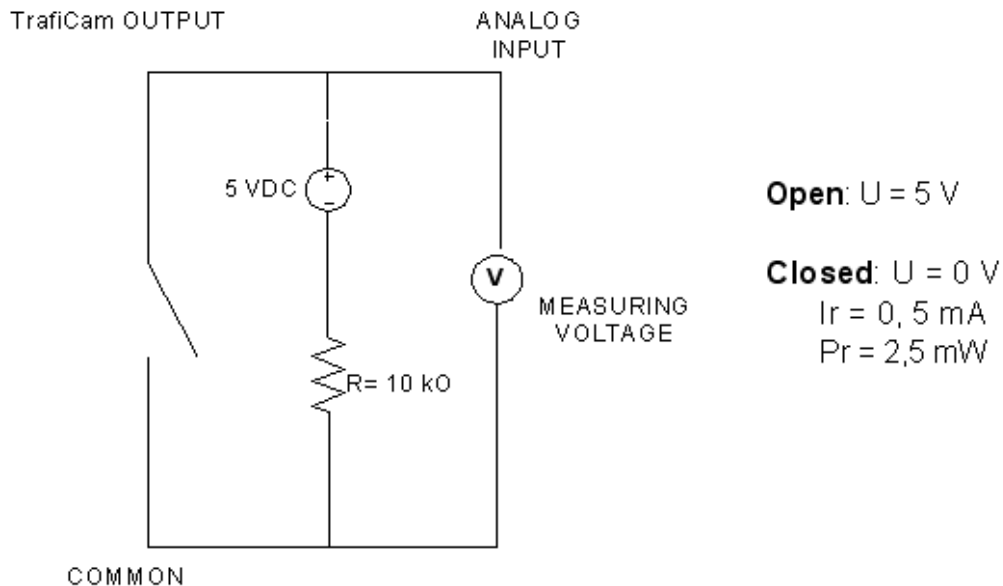 TrafiCam OUTPUT
ANALOG
INPUT
5 VDC
+
-
V
MEASURING
VOLTAGE
R= 10 kO
COMMON
Open: U = 5 V
Closed: U = 0 V
Ir = 0, 5 mA
Pr = 2,5 mW